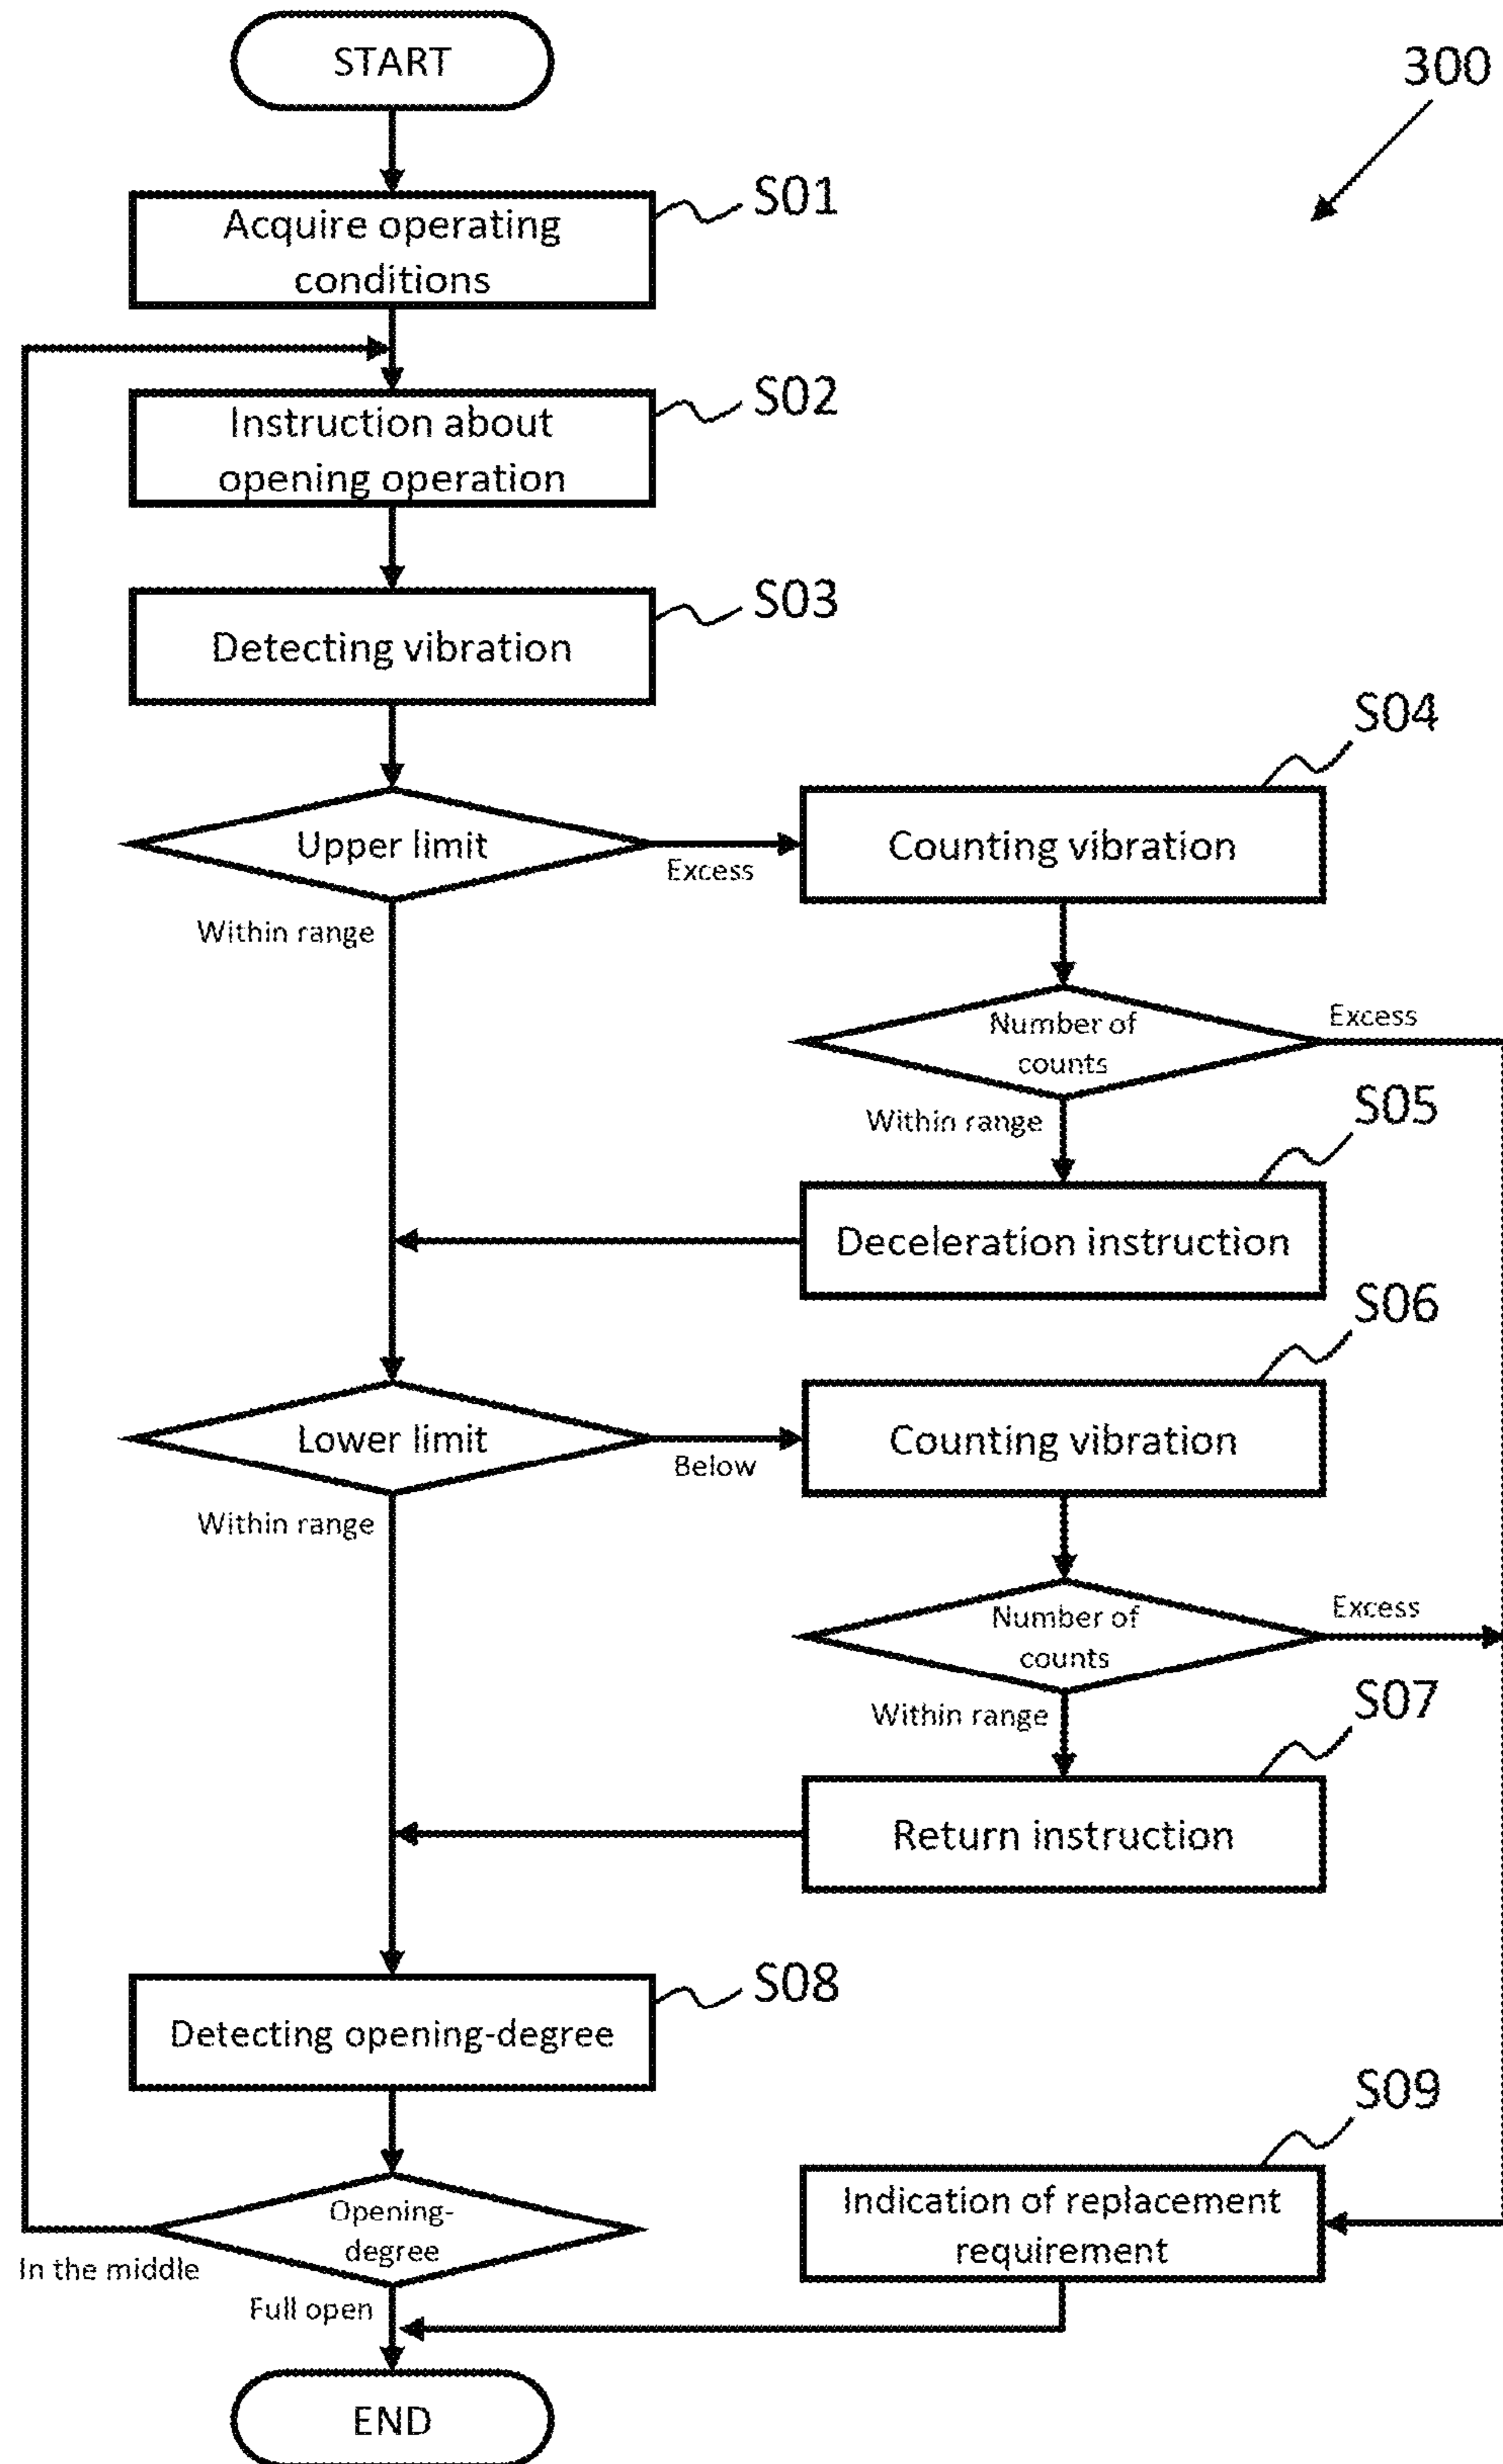 START
300
S01
Acquire operating
conditions
S02
Instruction about
opening operation
S03
Detecting vibration
S04
Upper limit
Excess
Counting vibration
Within range
Number of
counts
Excess
Within range
S05
Deceleration instruction
S06
Lower limit
Below
Counting vibration
Within range
Number of
counts
Excess
Within range
S07
Return instruction
S08
Detecting opening-degree
S09
Indication of replacement
requirement
Opening-
degree
In the middle
Full open
END